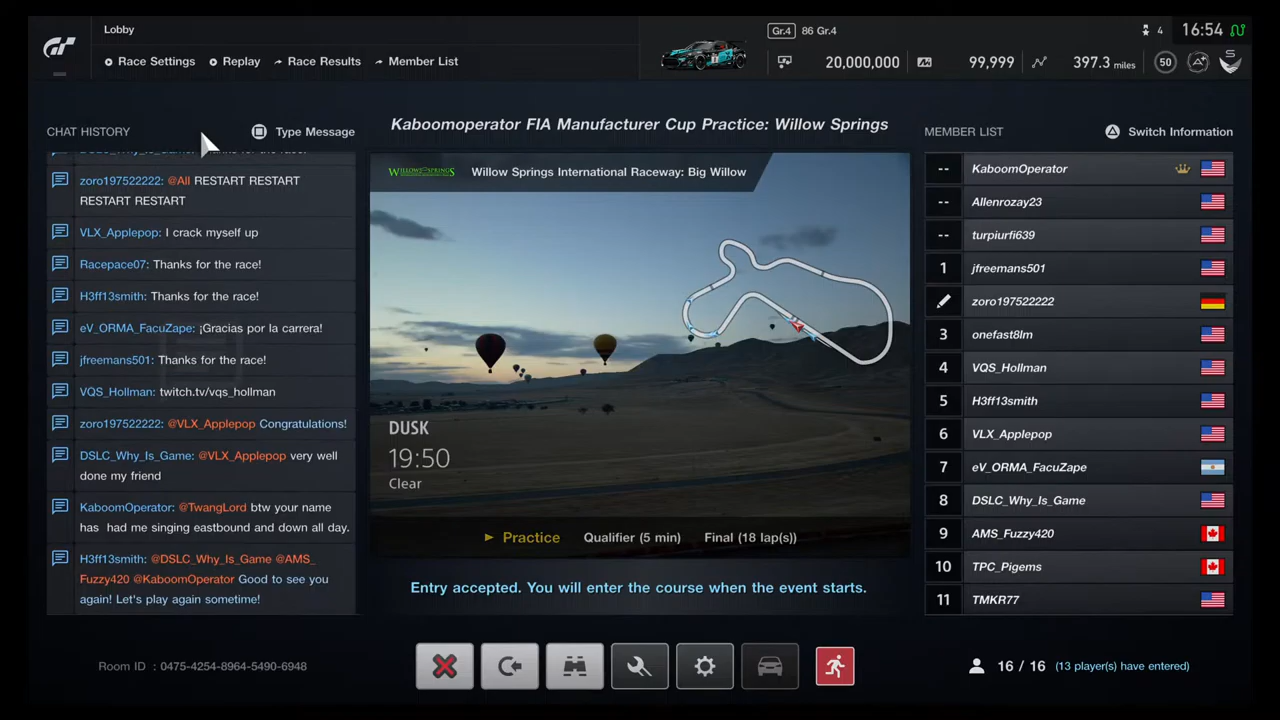 Lobby
Race Settings
Replay
Race Results
Member List
Gr.4
86 Gr.4
4
16:54
20,000,000
99,999
397.3 miles
50
CHAT HISTORY
Type Message
zoro197522222: @All RESTART RESTART
RESTART RESTART
VLX_Applepop: I crack myself up
Racepace07: Thanks for the race!
H3ff13smith: Thanks for the race!
eV_ORMA_FacuZape: ¡Gracias por la carrera!
jfreemans501: Thanks for the race!
VQS_Hollman: twitch.tv/vqs_hollman
zoro197522222: @VLX_Applepop Congratulations!
DSLC_Why_Is_Game: @VLX_Applepop very well
done my friend
KaboomOperator: @TwangLord btw your name
has had me singing eastbound and down all day.
H3ff13smith: @DSLC_Why_Is_Game @AMS_
Fuzzy420 @KaboomOperator Good to see you
again! Let's play again sometime!
Kaboomoperator FIA Manufacturer Cup Practice: Willow Springs
WILLOW SPRINGS
Willow Springs International Raceway: Big Willow
DUSK
19:50
Clear
Practice
Qualifier (5 min)
Final (18 lap(s))
Entry accepted. You will enter the course when the event starts.
MEMBER LIST
Switch Information
-- KaboomOperator
-- Allenrozay23
-- turpiurfi639
1 jfreemans501
zoro197522222
3 onefast8lm
4 VQS_Hollman
5 H3ff13smith
6 VLX_Applepop
7 eV_ORMA_FacuZape
8 DSLC_Why_Is_Game
9 AMS_Fuzzy420
10 TPC_Pigems
11 TMKR77
Room ID : 0475-4254-8964-5490-6948
16 / 16
(13 player(s) have entered)